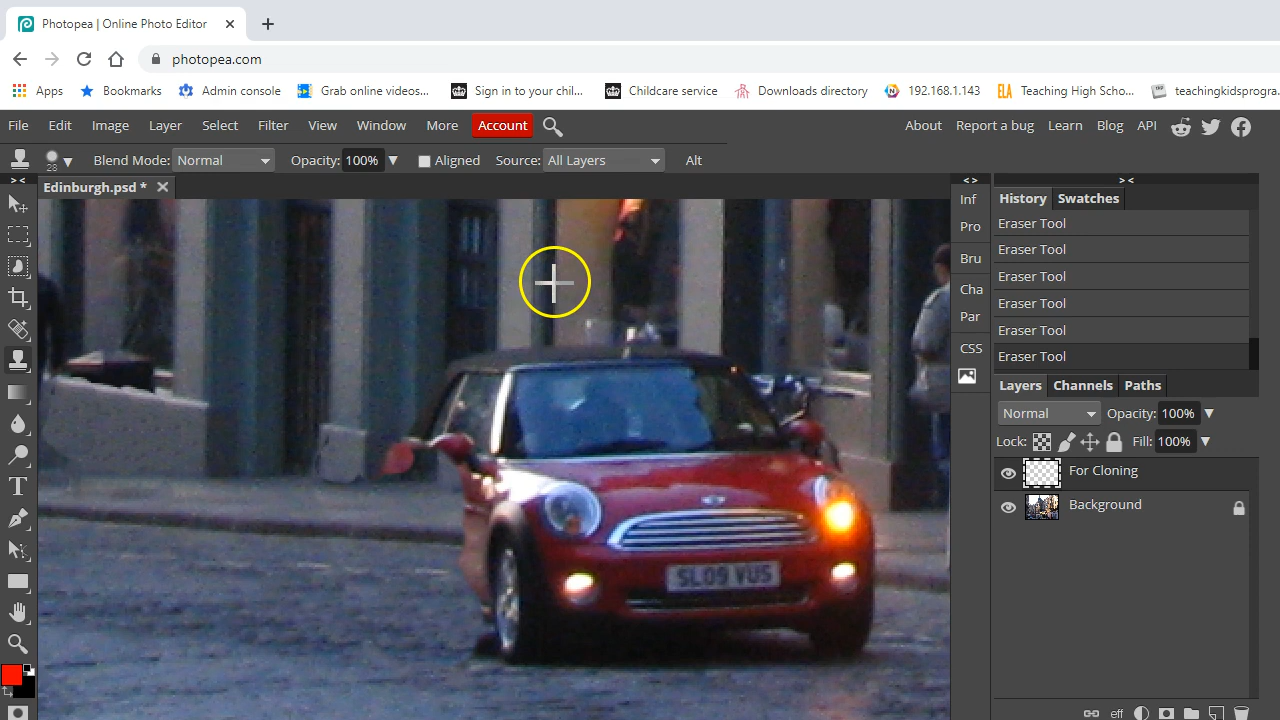 Photopea | Online Photo Editor
photopea.com
Apps Bookmarks Admin console Grab online videos... Sign in to your chil... Childcare service Downloads directory 192.168.1.143 ELA Teaching High Scho... teachingkidsprogra.
File Edit Image Layer Select Filter View Window More Account About Report a bug Learn Blog API
28 Blend Mode: Normal Opacity: 100% Aligned Source: All Layers Alt
> < Edinburgh.psd * < > > <
Inf History Swatches
Pro Eraser Tool
Eraser Tool
Bru Eraser Tool
Cha Eraser Tool
Par Eraser Tool
CSS Eraser Tool
Layers Channels Paths
Normal Opacity: 100%
Lock: Fill: 100%
For Cloning
Background
SL09 VUS
eff